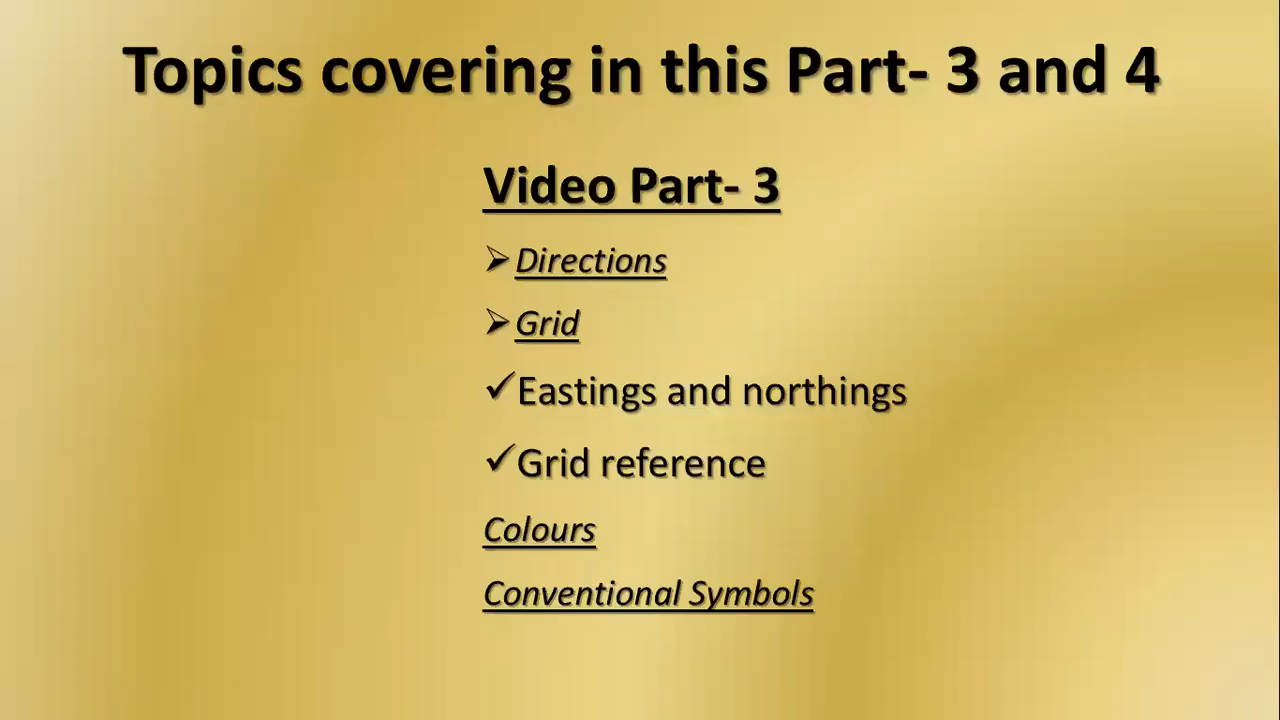 Topics covering in this Part- 3 and 4
Video Part- 3
➢Directions
➢Grid
✓Eastings and northings
✓Grid reference
Colours
Conventional Symbols